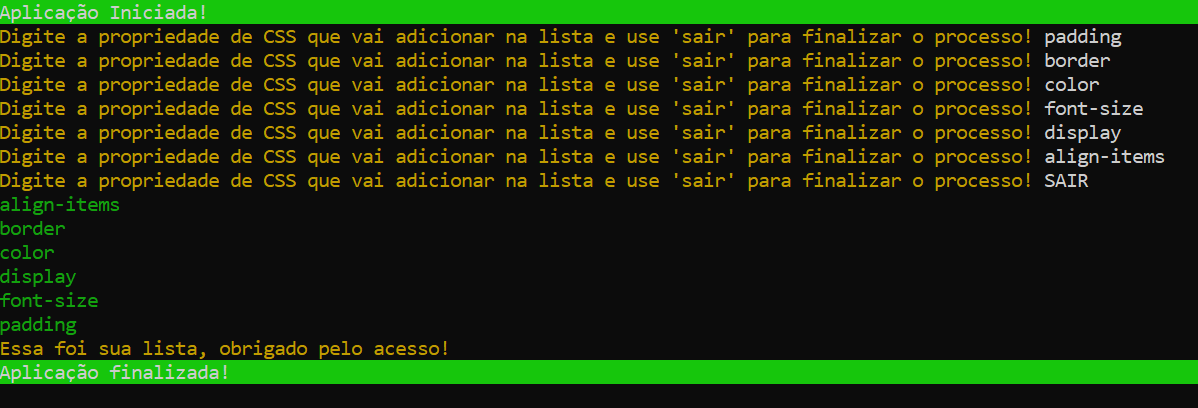 Aplicação Iniciada!
Digite a propriedade de CSS que vai adicionar na lista e use 'sair' para finalizar o processo! padding
Digite a propriedade de CSS que vai adicionar na lista e use 'sair' para finalizar o processo! border
Digite a propriedade de CSS que vai adicionar na lista e use 'sair' para finalizar o processo! color
Digite a propriedade de CSS que vai adicionar na lista e use 'sair' para finalizar o processo! font-size
Digite a propriedade de CSS que vai adicionar na lista e use 'sair' para finalizar o processo! display
Digite a propriedade de CSS que vai adicionar na lista e use 'sair' para finalizar o processo! align-items
Digite a propriedade de CSS que vai adicionar na lista e use 'sair' para finalizar o processo! SAIR
align-items
border
color
display
font-size
padding
Essa foi sua lista, obrigado pelo acesso!
Aplicação finalizada!